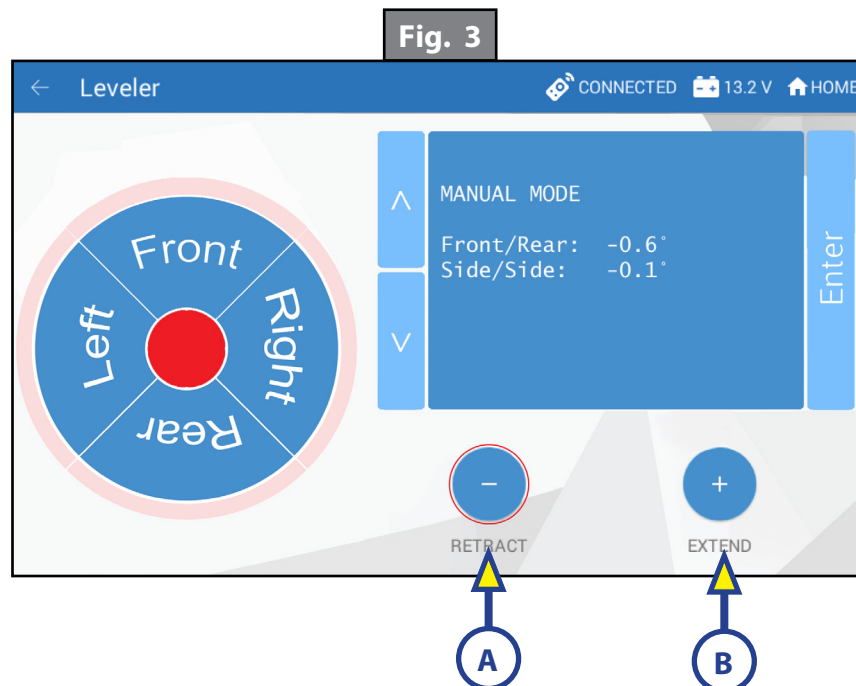 Fig. 3
← Leveler CONNECTED 13.2 V HOME
Front
Left
Right
Rear
MANUAL MODE
Front/Rear: -0.6°
Side/Side: -0.1°
Enter
− +
RETRACT EXTEND
A B